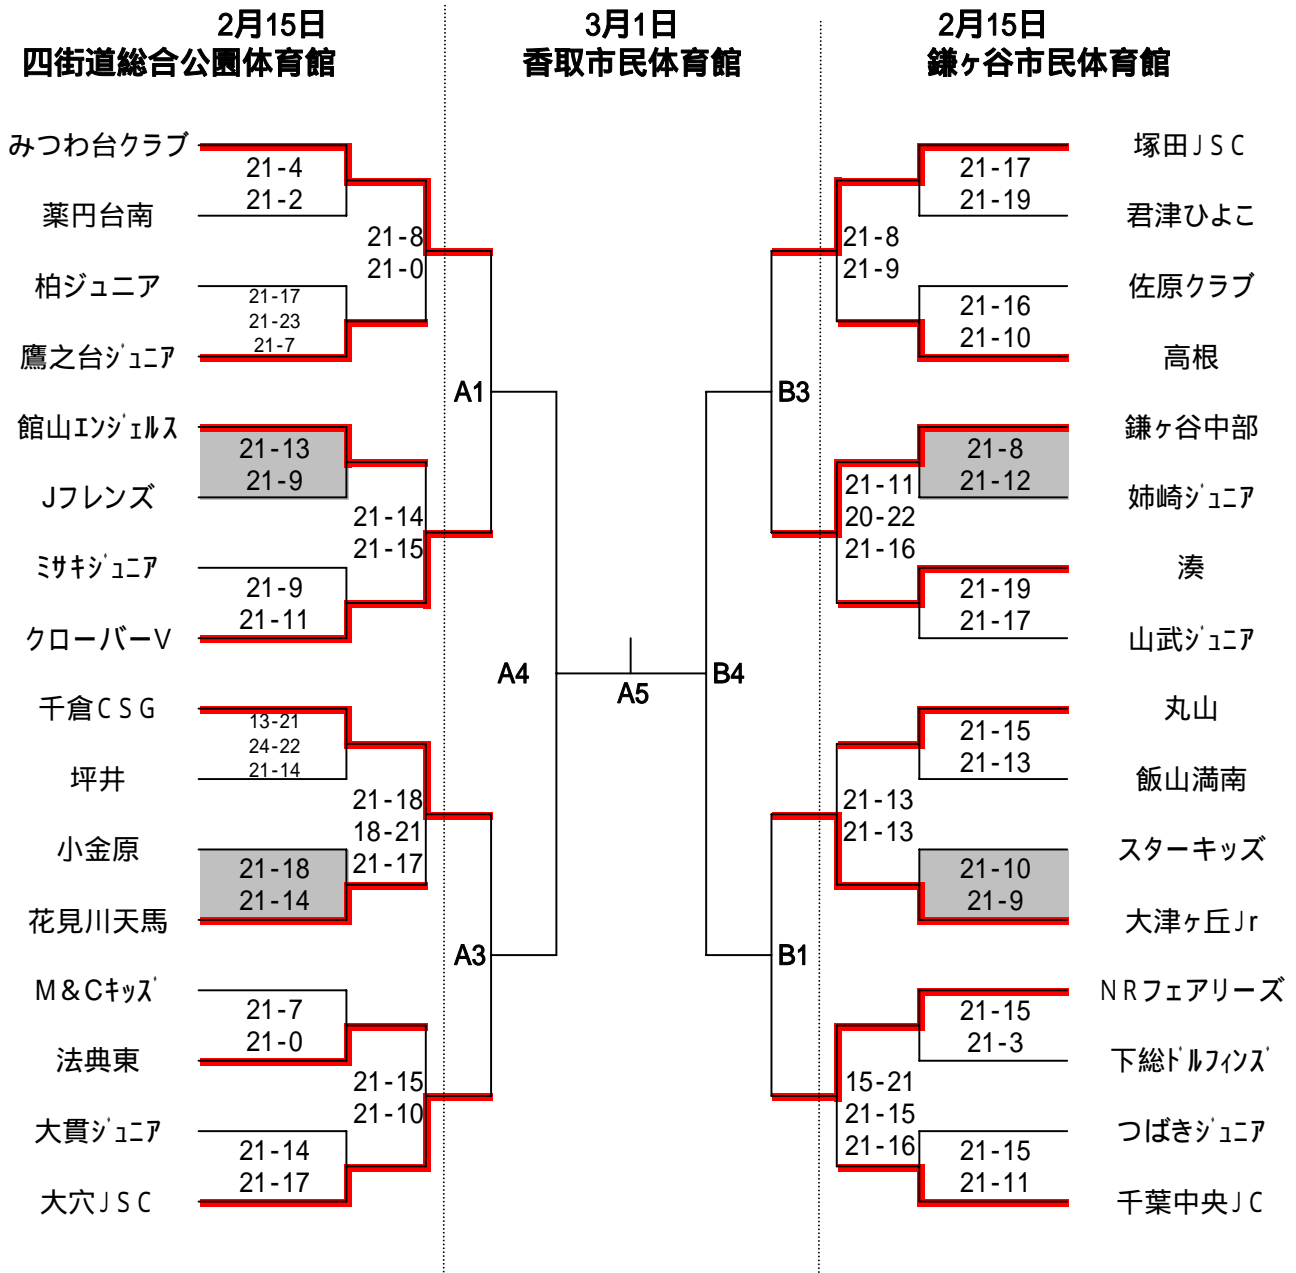 2月15日
四街道総合公園体育館
3月1日
香取市民体育館
2月15日
鎌ヶ谷市民体育館
みつわ台クラブ
21-4
21-2
薬円台南
21-8
21-0
柏ジュニア
21-17
21-23
21-7
鷹之台ｼﾞｭﾆｱ
A1
館山ｴﾝｼﾞｪﾙｽ
21-13
21-9
Jフレンズ
21-14
21-15
ﾐｻｷｼﾞｭﾆｱ
21-9
21-11
クローバーV
A4
千倉CSG
13-21
24-22
21-14
坪井
21-18
18-21
21-17
小金原
21-18
21-14
花見川天馬
A3
M&Cｷｯｽﾞ
21-7
21-0
法典東
21-15
21-10
大貫ｼﾞｭﾆｱ
21-14
21-17
大穴JSC
A5
塚田JSC
21-17
21-19
君津ひよこ
21-8
21-9
佐原クラブ
21-16
21-10
高根
B3
鎌ヶ谷中部
21-8
21-12
姉崎ｼﾞｭﾆｱ
21-11
20-22
21-16
湊
21-19
21-17
山武ｼﾞｭﾆｱ
B4
丸山
21-15
21-13
飯山満南
21-13
21-13
スターキッズ
21-10
21-9
大津ヶ丘Jr
B1
NRフェアリーズ
21-15
21-3
下総ﾄﾞﾙﾌｨﾝｽﾞ
15-21
21-15
21-16
つばきｼﾞｭﾆｱ
21-15
21-11
千葉中央JC